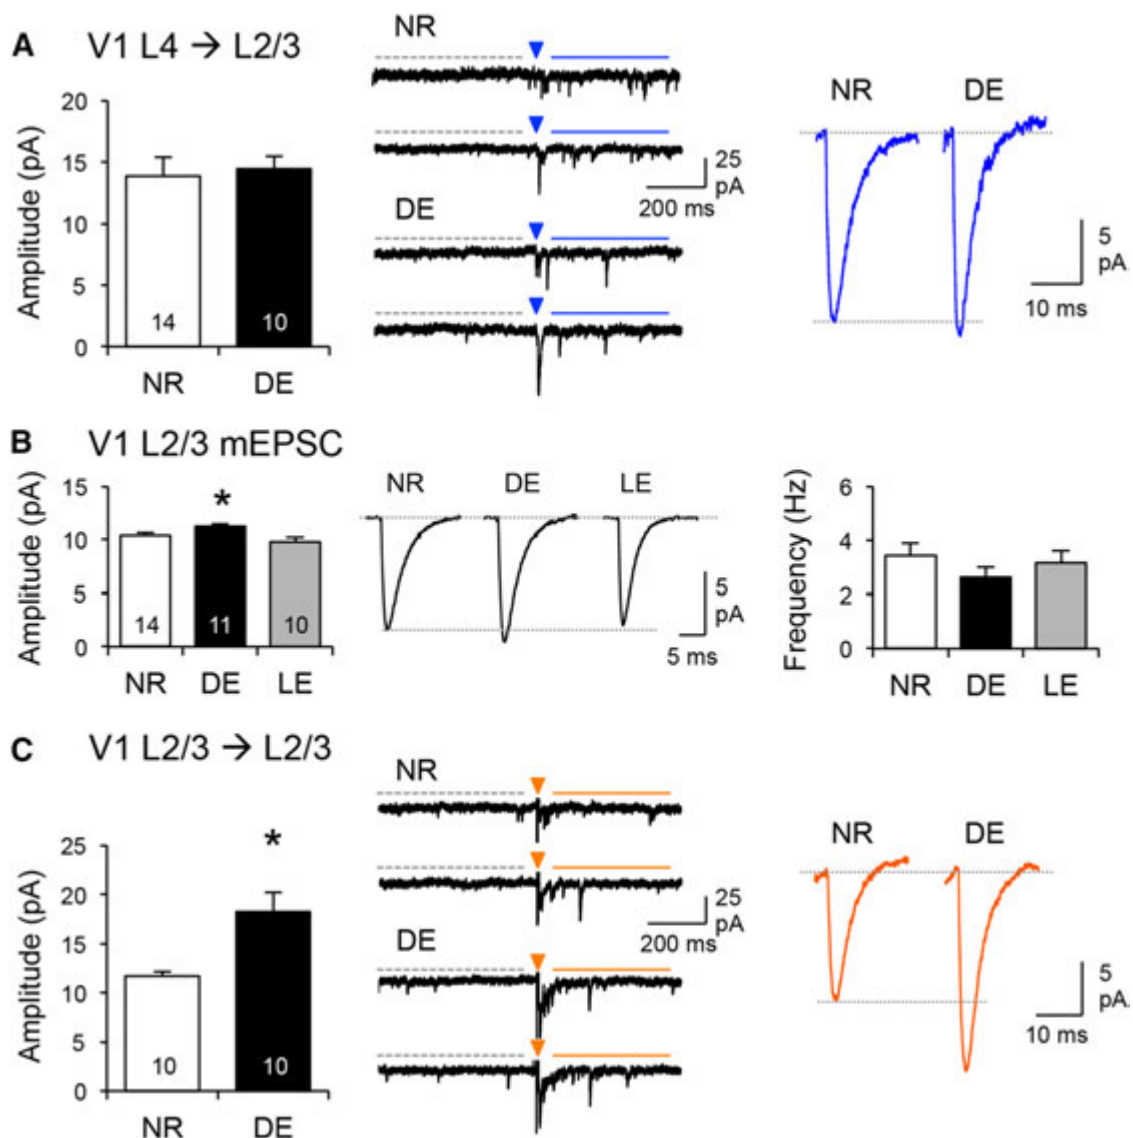 A V1 L4 → L2/3
Amplitude (pA)
20
15
10
5
0
14
10
NR
DE
NR
DE
25
pA
200 ms
NR
DE
5
pA.
10 ms
B V1 L2/3 mEPSC
Amplitude (pA)
15
10
5
0
*
14
11
10
NR
DE
LE
NR
DE
LE
5
pA
5 ms
Frequency (Hz)
6
4
2
0
NR
DE
LE
C V1 L2/3 → L2/3
Amplitude (pA)
25
20
15
10
5
0
*
10
10
NR
DE
NR
DE
25
pA
200 ms
NR
DE
5
pA.
10 ms